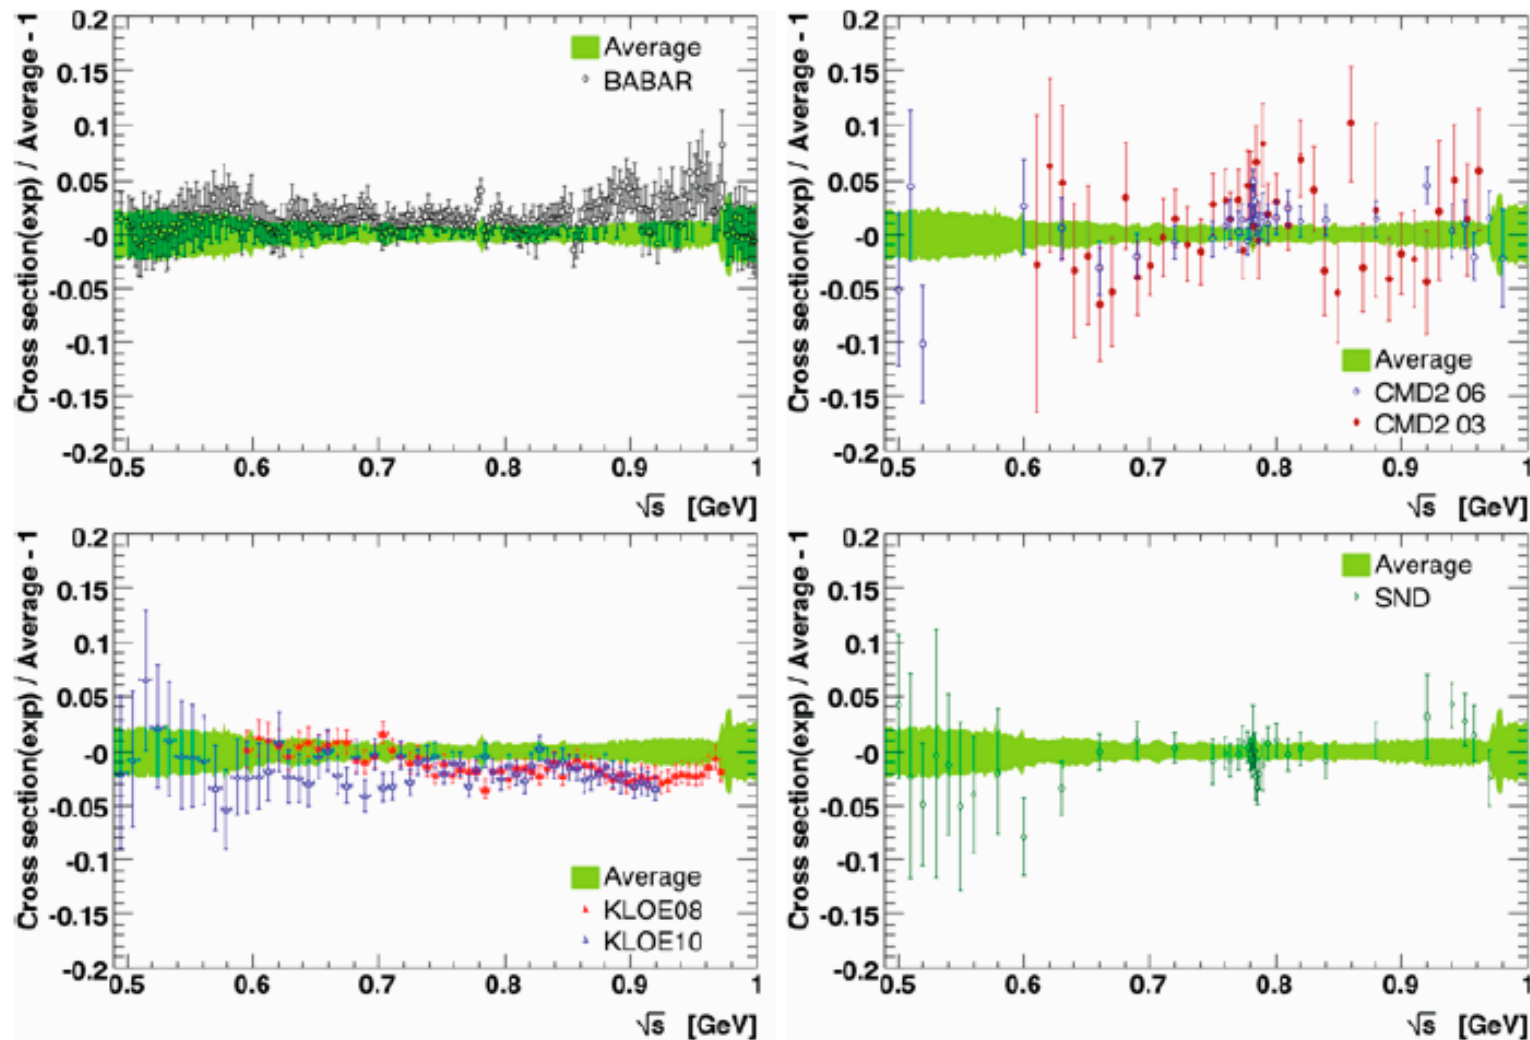 Cross section(exp) / Average - 1
0.2
0.15
0.1
0.05
-0
-0.05
-0.1
-0.15
-0.2
0.5 0.6 0.7 0.8 0.9 1
√s [GeV]
Average
BABAR
Cross section(exp) / Average - 1
0.2
0.15
0.1
0.05
-0
-0.05
-0.1
-0.15
-0.2
0.5 0.6 0.7 0.8 0.9 1
√s [GeV]
Average
CMD2 06
CMD2 03
Cross section(exp) / Average - 1
0.2
0.15
0.1
0.05
-0
-0.05
-0.1
-0.15
-0.2
0.5 0.6 0.7 0.8 0.9 1
√s [GeV]
Average
KLOE08
KLOE10
Cross section(exp) / Average - 1
0.2
0.15
0.1
0.05
-0
-0.05
-0.1
-0.15
-0.2
0.5 0.6 0.7 0.8 0.9 1
√s [GeV]
Average
SND